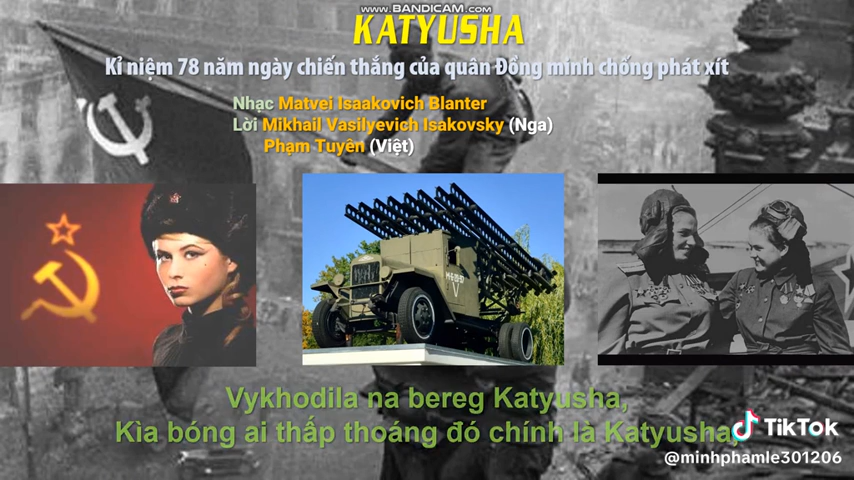 www.BANDICAM.com
KATYUSHA
Kỉ niệm 78 năm ngày chiến thắng của quân Đồng minh chống phát xít
Nhạc Matvei Isaakovich Blanter
Lời Mikhail Vasilyevich Isakovsky (Nga)
Phạm Tuyên (Việt)
Vykhodila na bereg Katyusha,
Kìa bóng ai thấp thoáng đó chính là Katyusha,
TikTok
@minhphamle301206